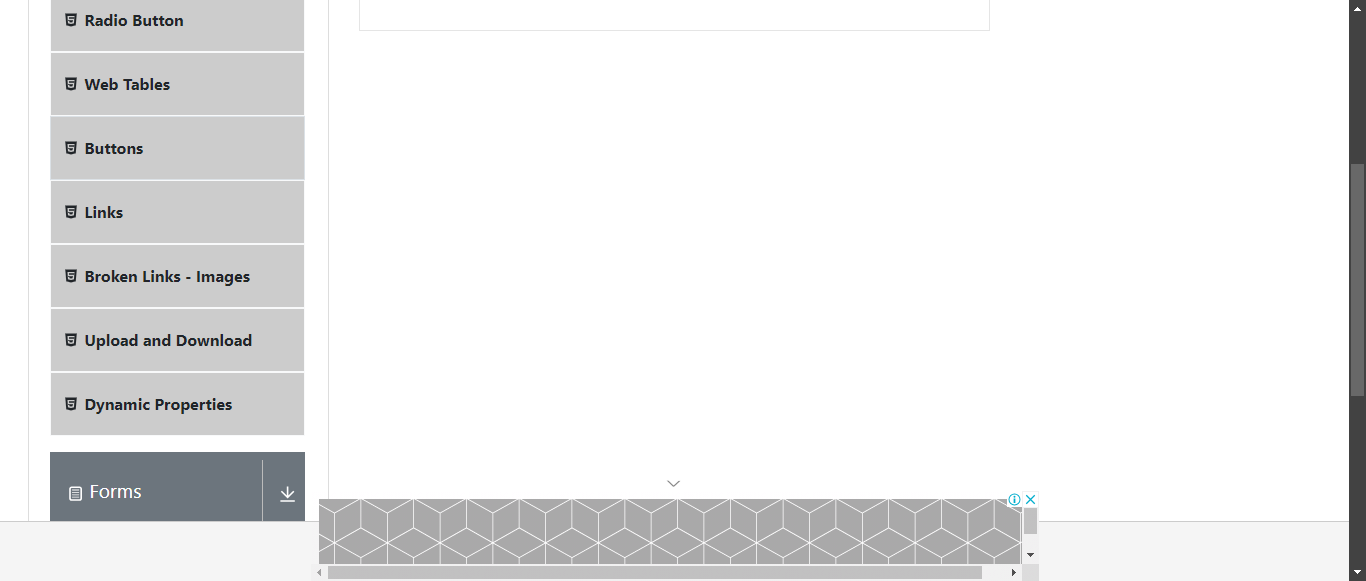 Radio Button
Web Tables
Buttons
Links
Broken Links - Images
Upload and Download
Dynamic Properties
Forms